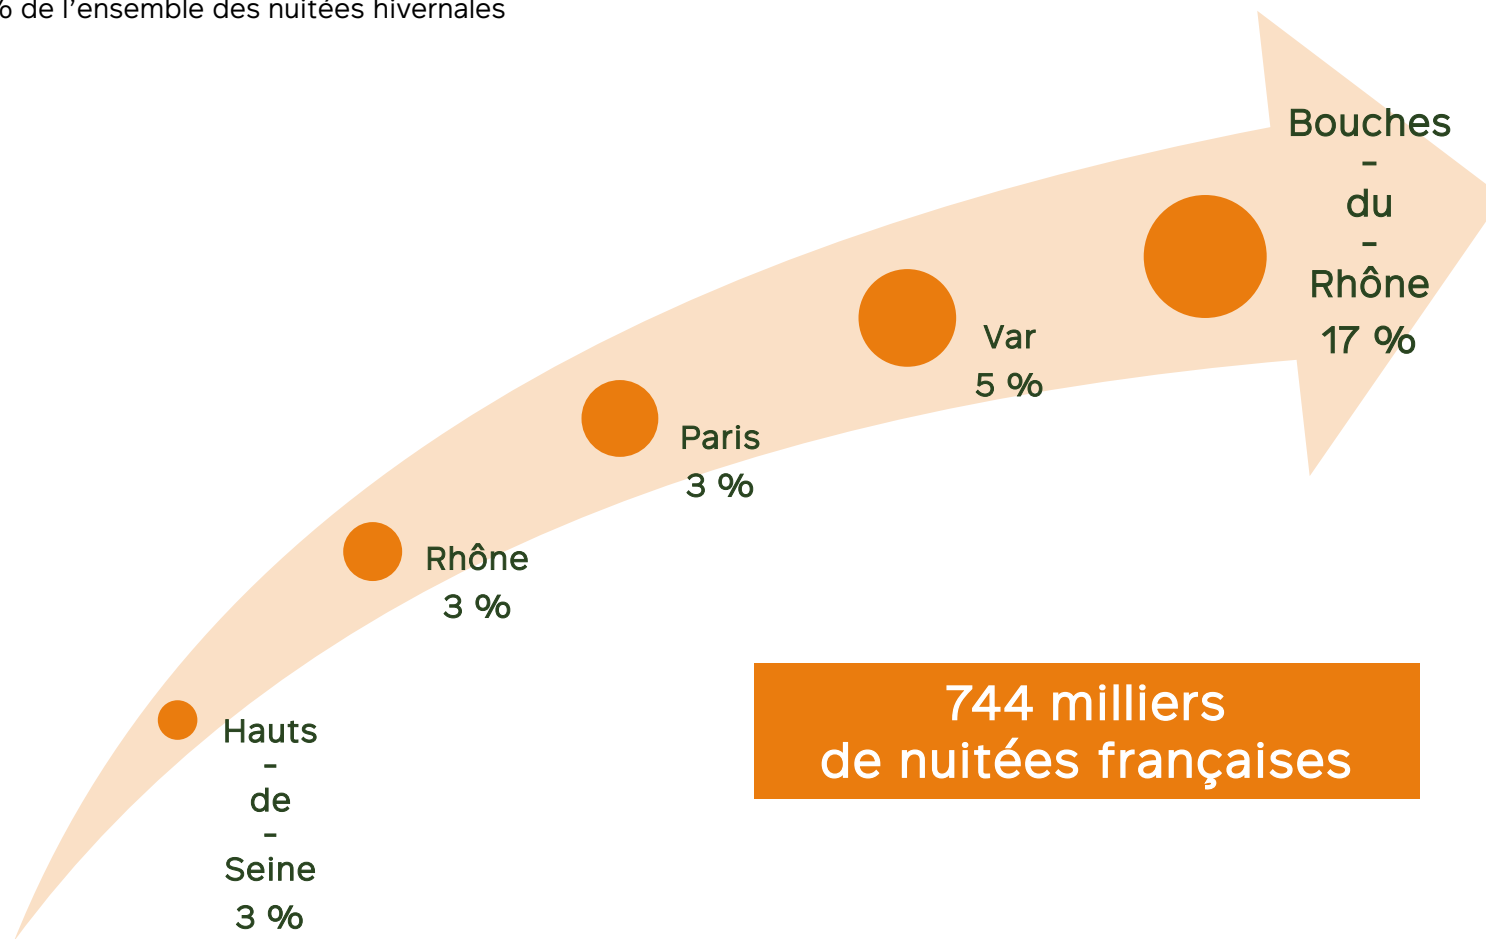 % de l’ensemble des nuitées hivernales
Bouches
-
du
-
Rhône
17 %
Var
5 %
Paris
3 %
Rhône
3 %
Hauts
-
de
-
Seine
3 %
744 milliers
de nuitées françaises